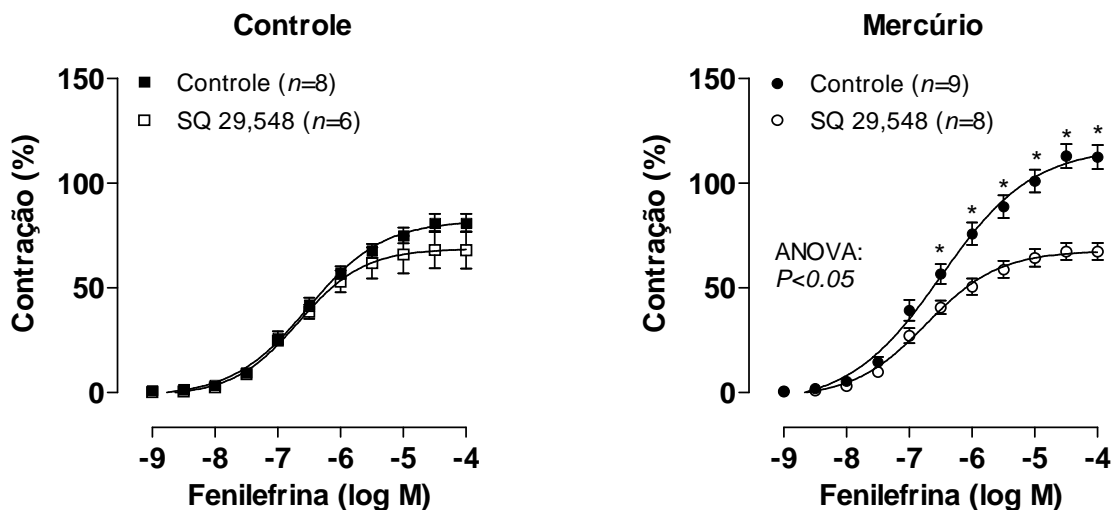 Controle
150
100
50
0
Contração (%)
Controle (n=8)
SQ 29,548 (n=6)
-9 -8 -7 -6 -5 -4
Fenilefrina (log M)
Mercúrio
150
100
50
0
Contração (%)
Controle (n=9)
SQ 29,548 (n=8)
* * * * * *
ANOVA:
P<0.05
-9 -8 -7 -6 -5 -4
Fenilefrina (log M)